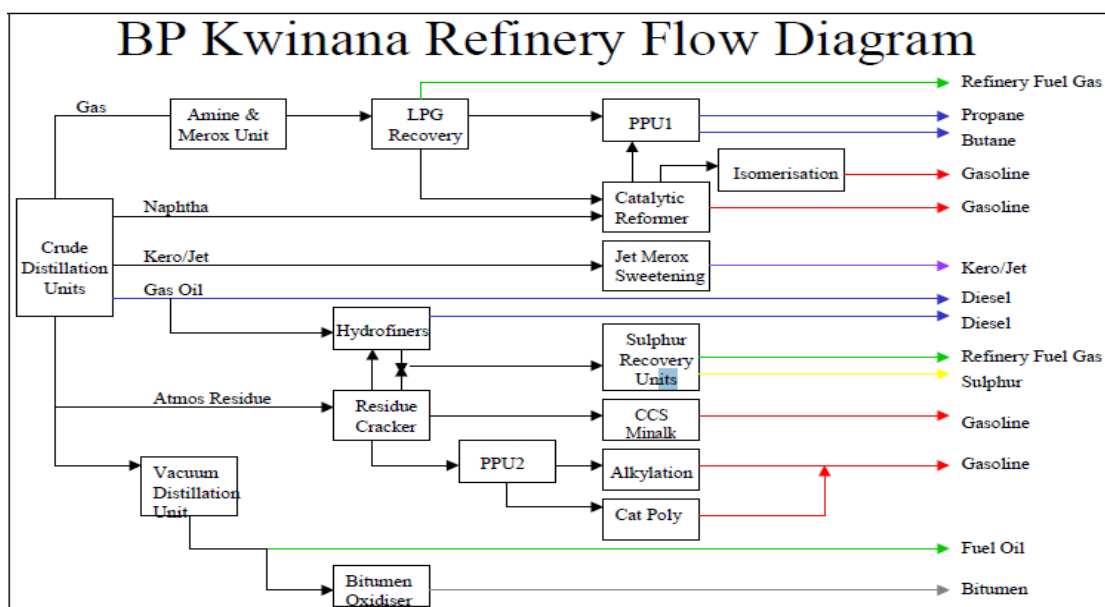 BP Kwinana Refinery Flow Diagram
Gas
Amine &
Merox Unit
LPG
Recovery
PPU1
Refinery Fuel Gas
Propane
Butane
Isomerisation
Gasoline
Naphtha
Catalytic
Reformer
Gasoline
Crude
Distillation
Units
Kero/Jet
Jet Merox
Sweetening
Kero/Jet
Gas Oil
Diesel
Hydrofiners
Diesel
Sulphur
Recovery
Units
Refinery Fuel Gas
Sulphur
Atmos Residue
Residue
Cracker
CCS
Minalk
Gasoline
PPU2
Alkylation
Gasoline
Vacuum
Distillation
Unit
Cat Poly
Fuel Oil
Bitumen
Oxidiser
Bitumen